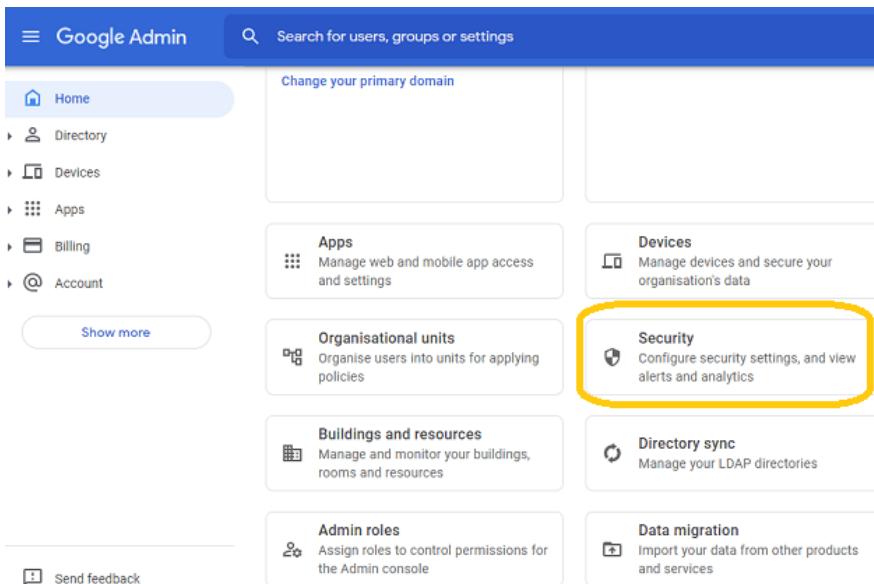 Google Admin
Search for users, groups or settings
Home
Directory
Devices
Apps
Billing
Account
Show more
Send feedback
Change your primary domain
Apps
Manage web and mobile app access
and settings
Devices
Manage devices and secure your
organisation's data
Organisational units
Organise users into units for applying
policies
Security
Configure security settings, and view
alerts and analytics
Buildings and resources
Manage and monitor your buildings,
rooms and resources
Directory sync
Manage your LDAP directories
Admin roles
Assign roles to control permissions for
the Admin console
Data migration
Import your data from other products
and services